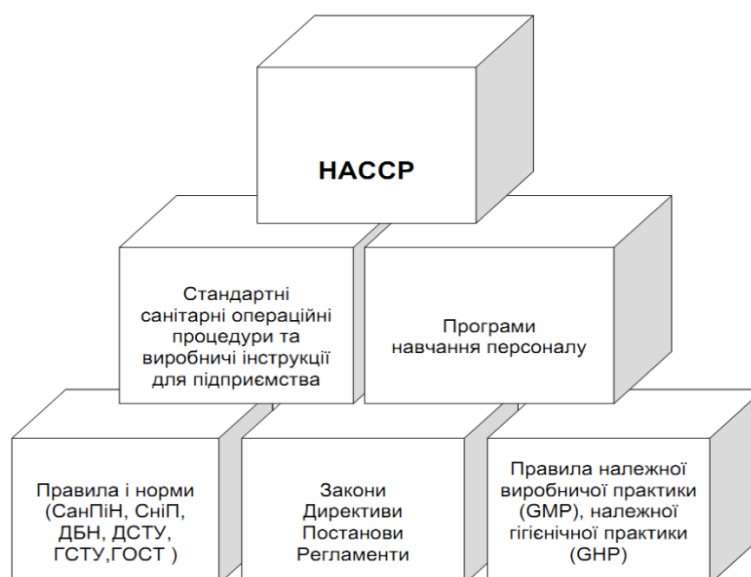 НАССР
Стандартні
санітарні операційні
процедури та
виробничі інструкції
для підприємства
Програми
навчання персоналу
Правила і норми
(СанПіН, СніП,
ДБН, ДСТУ,
ГСТУ,ГОСТ )
Закони
Директиви
Постанови
Регламенти
Правила належної
виробничої практики
(GMP), належної
гігієнічної практики
(GHP)